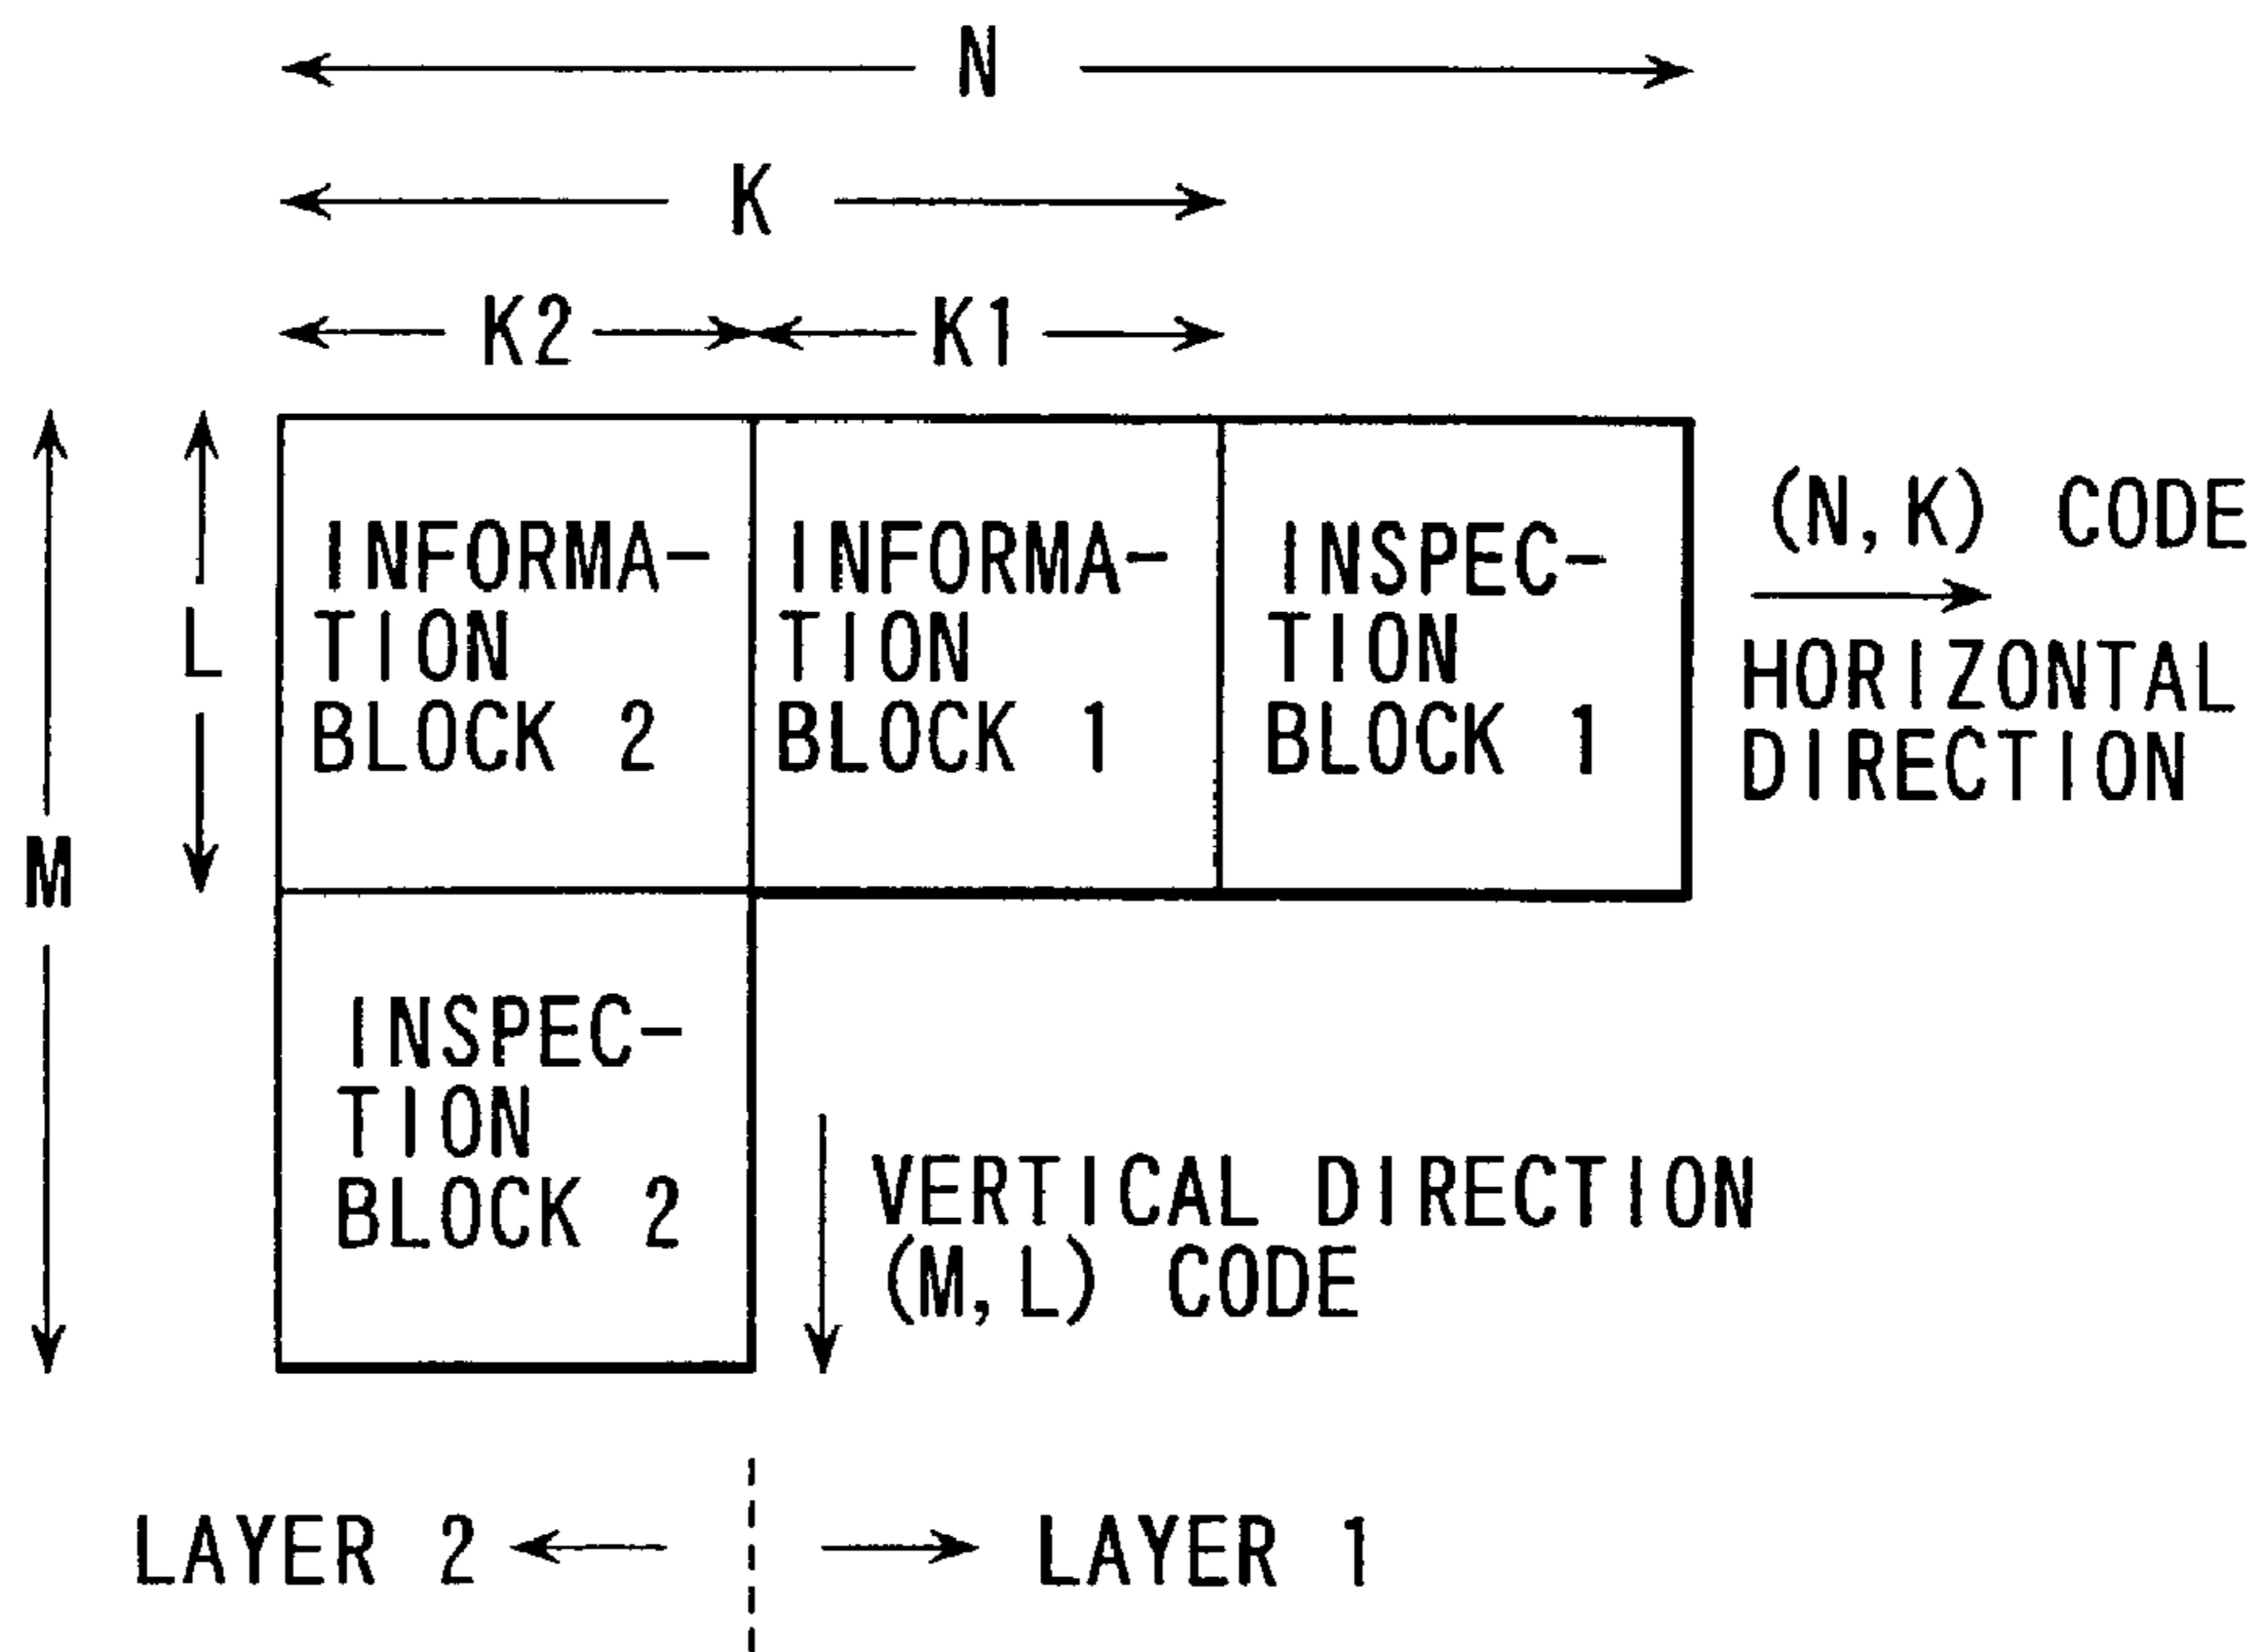 N
K
K2
K1
M
L
INFORMA-
TION
BLOCK 2
INFORMA-
TION
BLOCK 1
INSPEC-
TION
BLOCK 1
(N,K) CODE
HORIZONTAL
DIRECTION
INSPEC-
TION
BLOCK 2
VERTICAL DIRECTION
(M,L) CODE
LAYER 2
LAYER 1